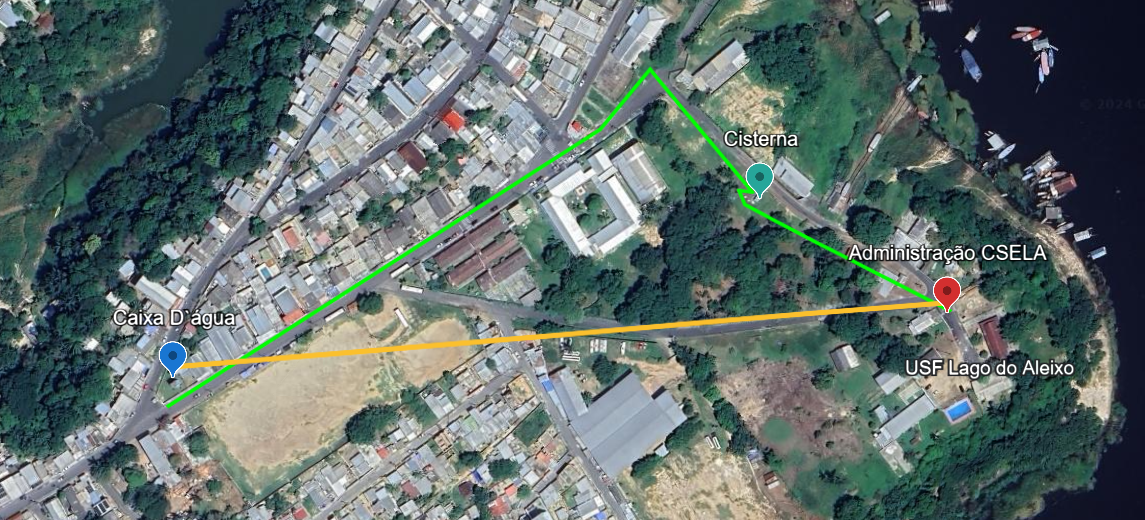 Cisterna
Administração CSELA
Caixa D`água
USF Lago do Aleixo